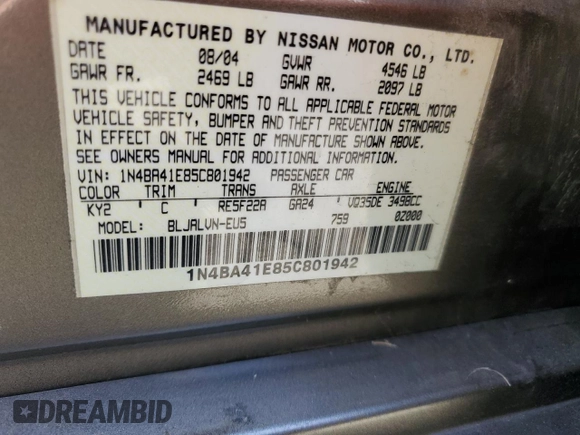 MANUFACTURED BY NISSAN MOTOR CO., LTD.
DATE 08/04 GVWR 4546 LB
GAWR FR. 2469 LB GAWR RR. 2097 LB
THIS VEHICLE CONFORMS TO ALL APPLICABLE FEDERAL MOTOR
VEHICLE SAFETY, BUMPER AND THEFT PREVENTION STANDARDS
IN EFFECT ON THE DATE OF MANUFACTURE SHOWN ABOVE.
SEE OWNERS MANUAL FOR ADDITIONAL INFORMATION.
VIN: 1N4BA41E85C801942 PASSENGER CAR
COLOR TRIM TRANS AXLE ENGINE
KY2 C RE5F22A GA24 VQ35DE 3498CC
MODEL: BLJALVN-EU5 759 0Z000
1N4BA41E85C801942
DREAMBID